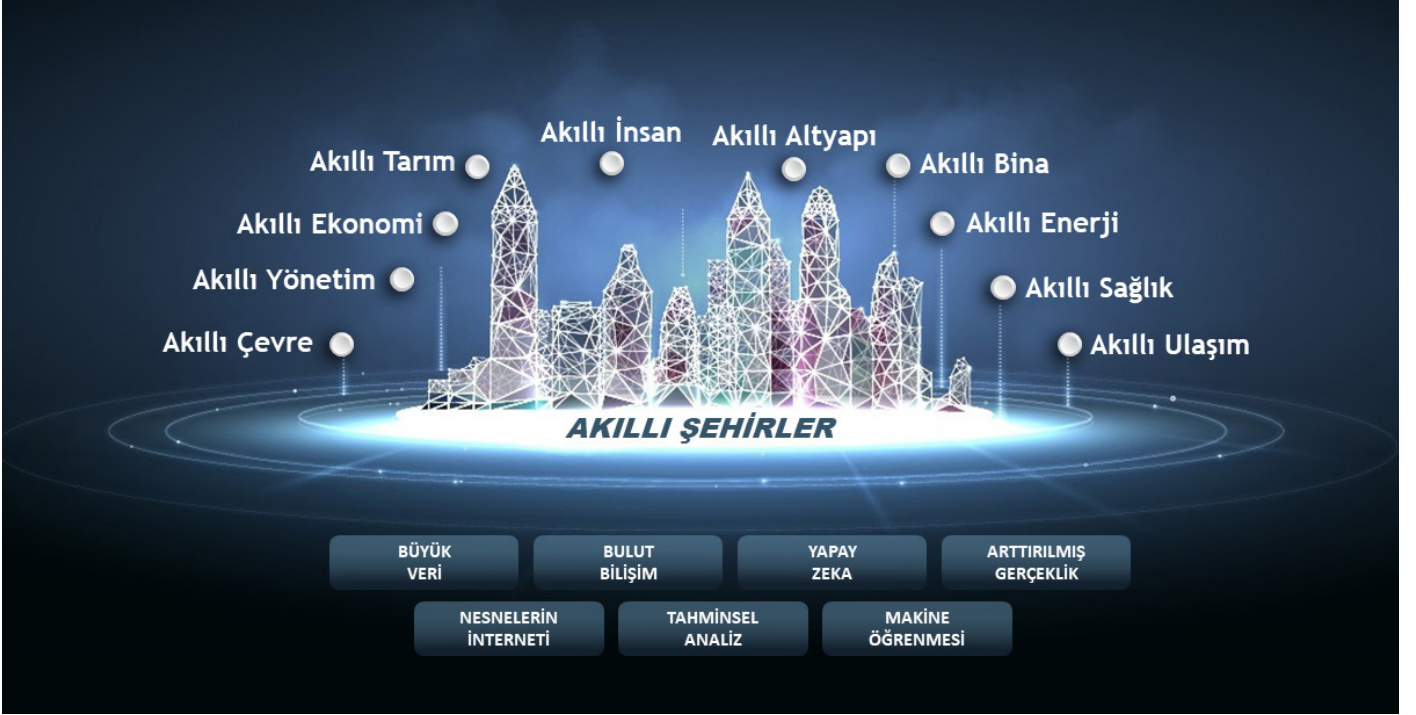 Akıllı İnsan
Akıllı Altyapı
Akıllı Tarım
Akıllı Bina
Akıllı Ekonomi
Akıllı Enerji
Akıllı Yönetim
Akıllı Sağlık
Akıllı Çevre
Akıllı Ulaşım
AKILLI ŞEHİRLER
BÜYÜK
VERİ
BULUT
BİLİŞİM
YAPAY
ZEKA
ARTTIRILMIŞ
GERÇEKLİK
NESNELERİN
İNTERNETİ
TAHMİNSEL
ANALİZ
MAKİNE
ÖĞRENMESİ